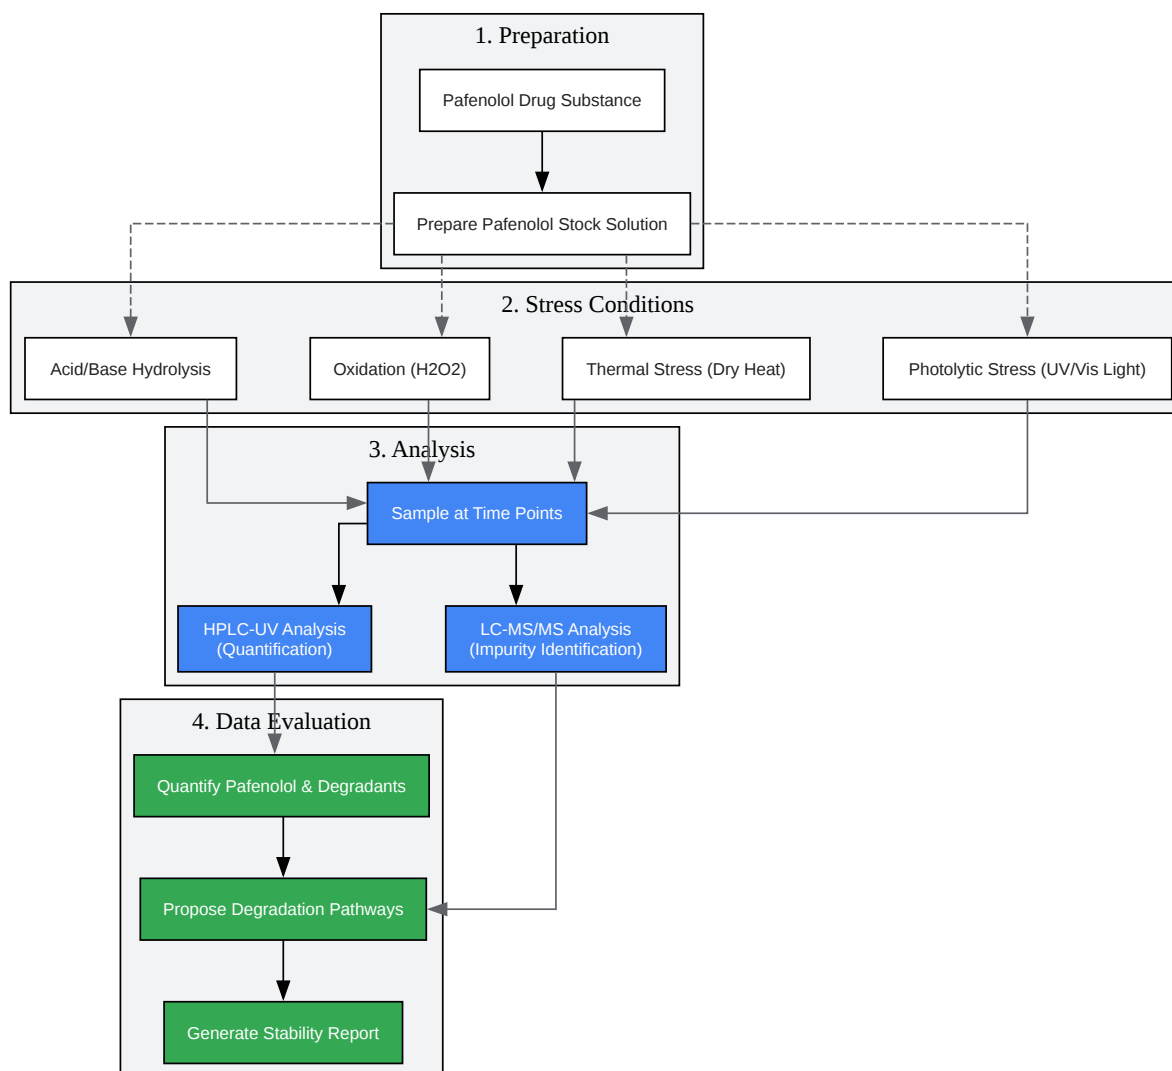 1. Preparation
Pafenolol Drug Substance
Prepare Pafenolol Stock Solution
2. Stress Conditions
Acid/Base Hydrolysis
Oxidation (H2O2)
Thermal Stress (Dry Heat)
Photolytic Stress (UV/Vis Light)
3. Analysis
Sample at Time Points
HPLC-UV Analysis
(Quantification)
LC-MS/MS Analysis
(Impurity Identification)
4. Data Evaluation
Quantify Pafenolol & Degradants
Propose Degradation Pathways
Generate Stability Report